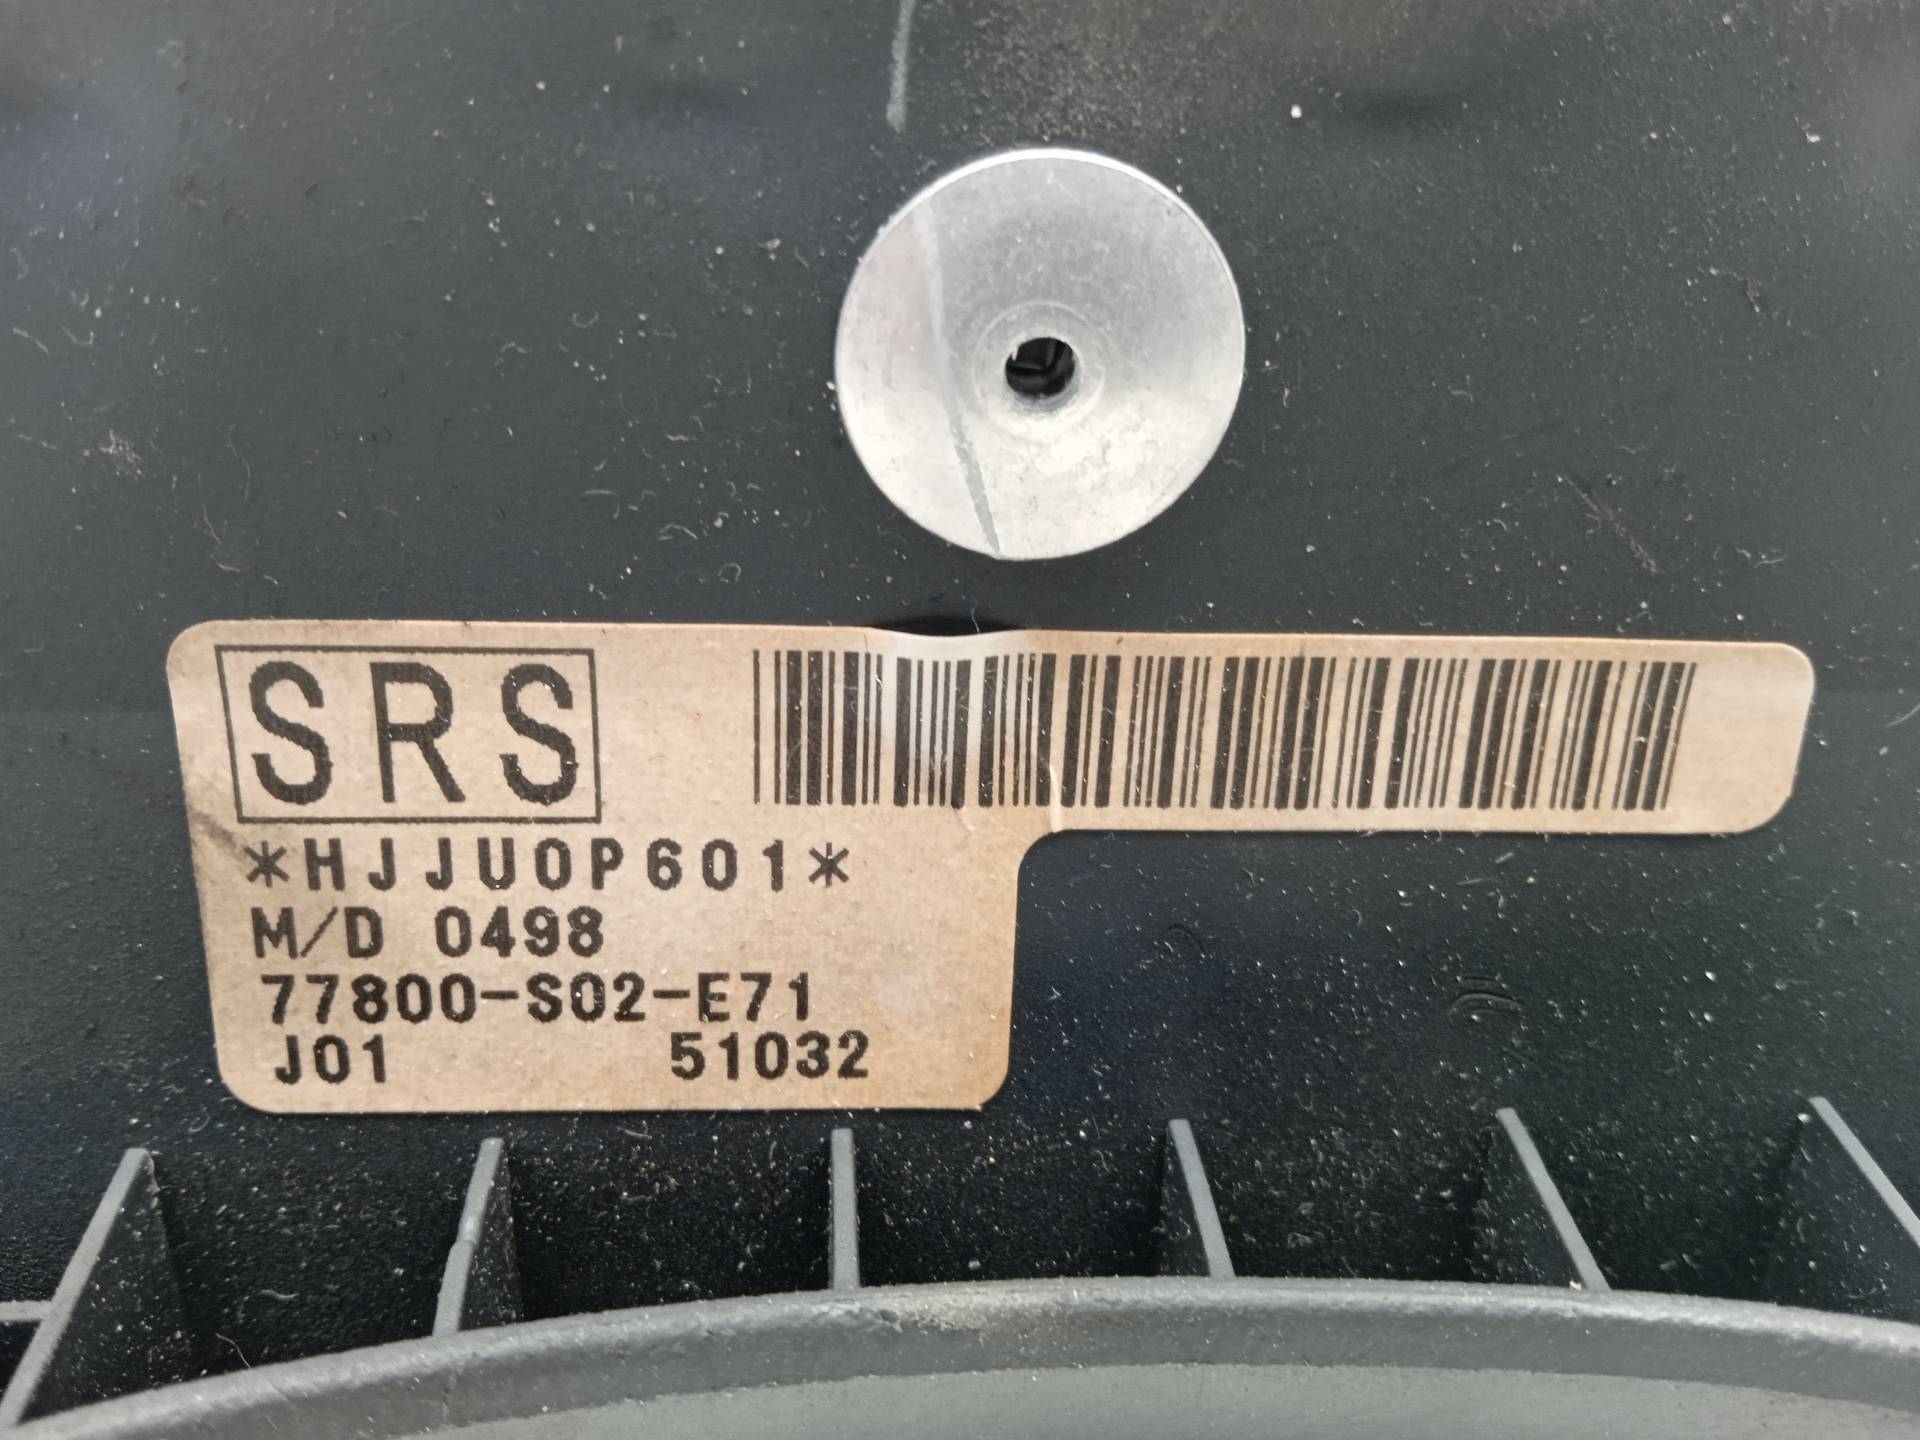 SRS
*HJJU0P601*
M/D 0498
77800-S02-E71
J01 51032